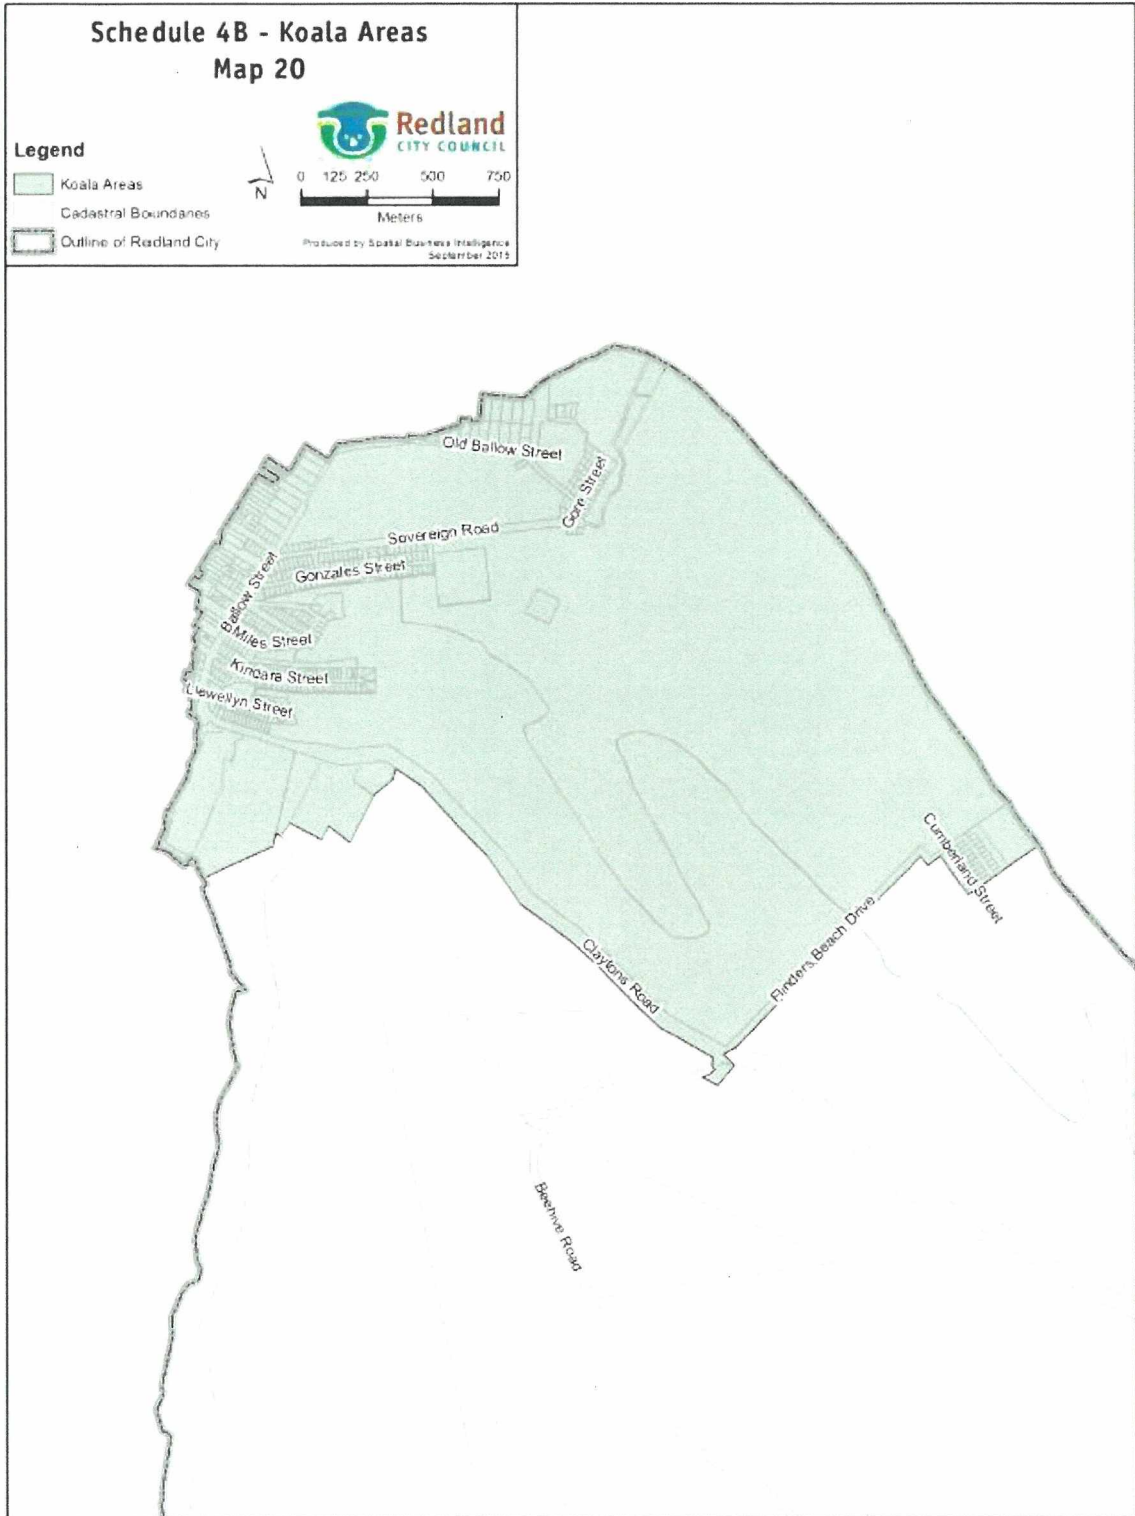 Schedule 4B - Koala Areas
Map 20
Redland
CITY COUNCIL
Legend
Koala Areas
Cadastral Boundaries
Outline of Redland City
N
0 125 250 500 750
Meters
Produced by Spatial Business Intelligence
September 2015
Old Ballow Street
Gore Street
Sovereign Road
Gonzales Street
Ballow Street
Miles Street
Kindara Street
Llewellyn Street
Cumberland Street
Flinders Beach Drive
Claytons Road
Beehive Road